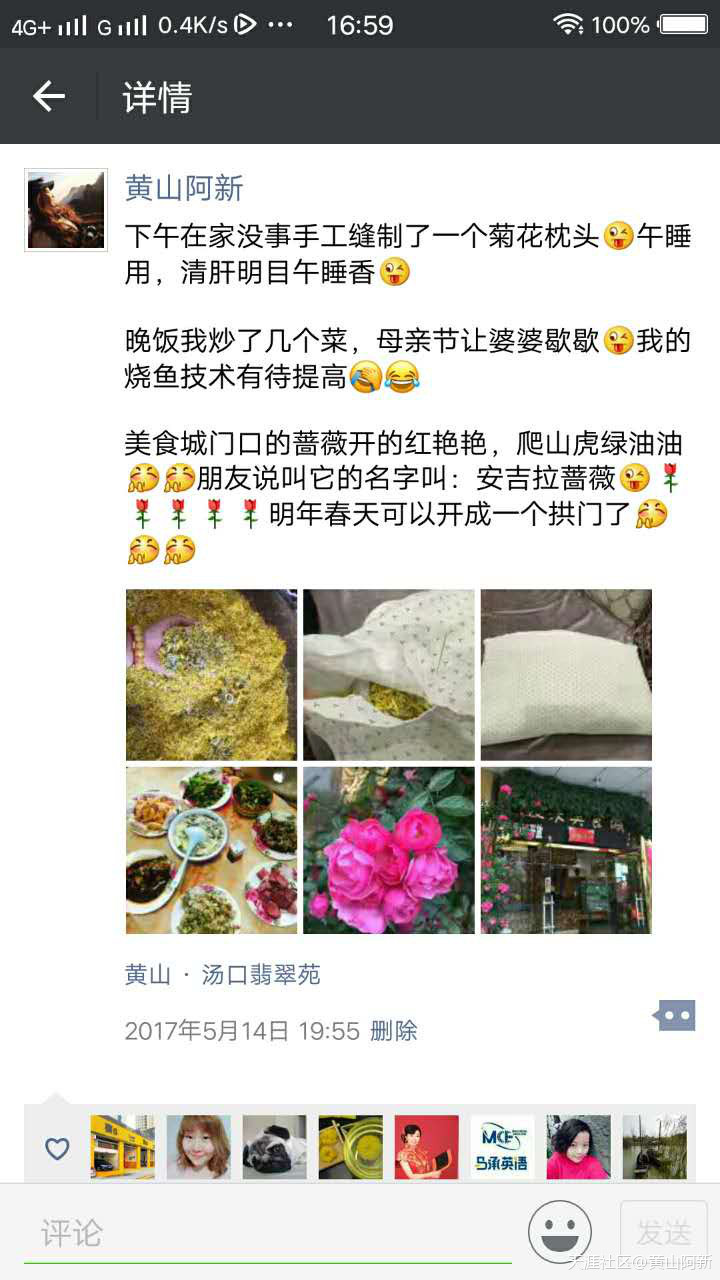 4G+ G 0.4K/s 16:59 100%
详情
黄山阿新
下午在家没事手工缝制了一个菊花枕头😜午睡
用，清肝明目午睡香😜
晚饭我炒了几个菜，母亲节让婆婆歇歇😜我的
烧鱼技术有待提高🤦😂
美食城门口的蔷薇开的红艳艳，爬山虎绿油油
🤗🤗朋友说叫它的名字叫：安吉拉蔷薇😜🌹
🌹🌹🌹🌹明年春天可以开成一个拱门了🤗
🤗🤗
黄山 · 汤口翡翠苑
2017年5月14日 19:55 删除
MCE
马承英语
评论
发送
天涯社区@黄山阿新